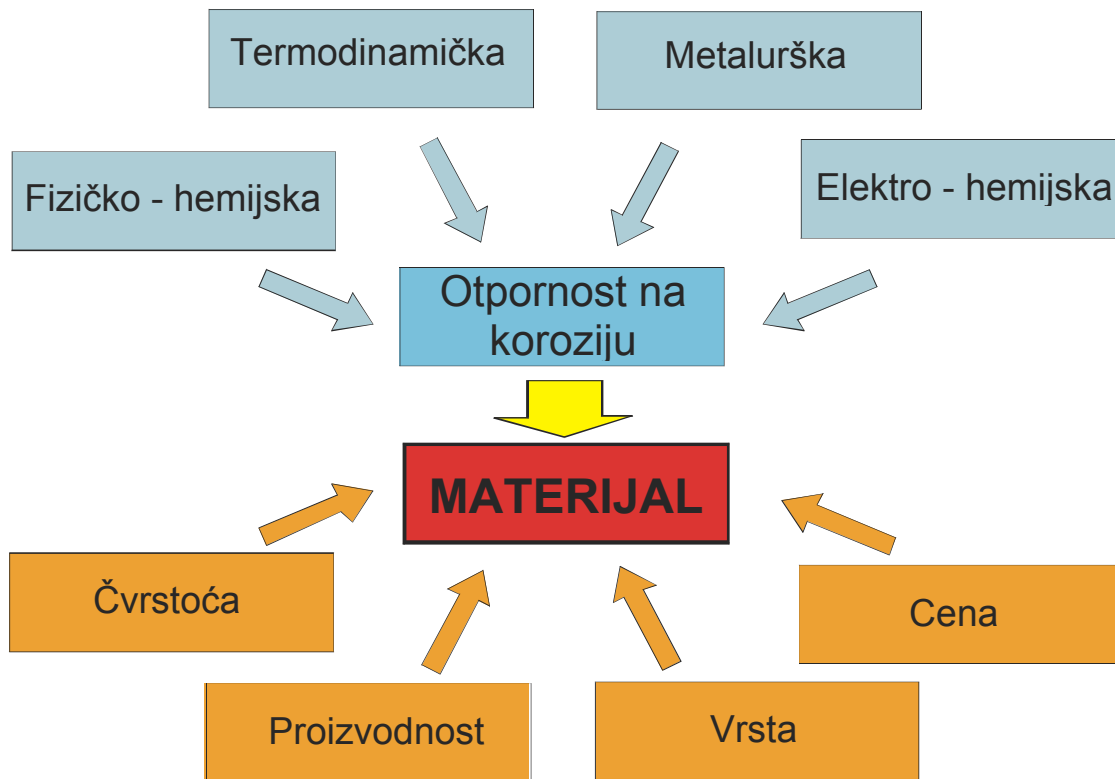 Termodinamička
Metalurška
Fizičko - hemijska
Elektro - hemijska
Otpornost na
koroziju
MATERIJAL
Čvrstoća
Cena
Proizvodnost
Vrsta